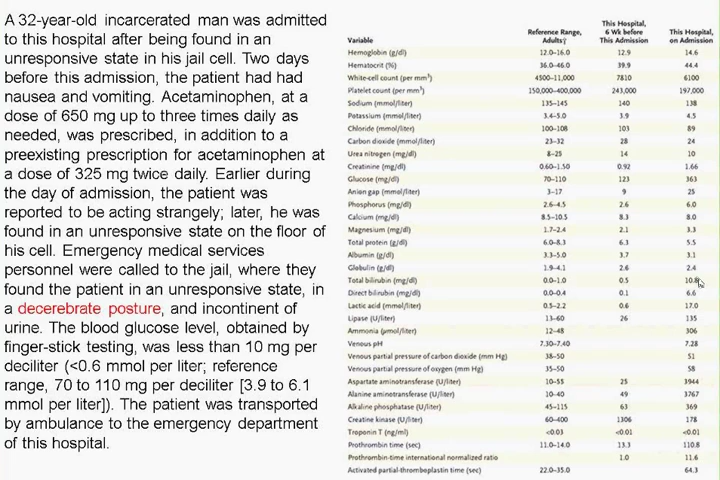 A 32-year-old incarcerated man was admitted
to this hospital after being found in an
unresponsive state in his jail cell. Two days
before this admission, the patient had had
nausea and vomiting. Acetaminophen, at a
dose of 650 mg up to three times daily as
needed, was prescribed, in addition to a
preexisting prescription for acetaminophen at
a dose of 325 mg twice daily. Earlier during
the day of admission, the patient was
reported to be acting strangely; later, he was
found in an unresponsive state on the floor of
his cell. Emergency medical services
personnel were called to the jail, where they
found the patient in an unresponsive state, in
a decerebrate posture, and incontinent of
urine. The blood glucose level, obtained by
finger-stick testing, was less than 10 mg per
deciliter (<0.6 mmol per liter; reference
range, 70 to 110 mg per deciliter [3.9 to 6.1
mmol per liter]). The patient was transported
by ambulance to the emergency department
of this hospital.
Variable Reference Range, Adults† This Hospital, 6 Wk before This Admission This Hospital, on Admission
Hemoglobin (g/dl) 12.0–16.0 12.9 14.6
Hematocrit (%) 36.0–46.0 39.9 44.4
White-cell count (per mm³) 4500–11,000 7810 6100
Platelet count (per mm³) 150,000–400,000 243,000 197,000
Sodium (mmol/liter) 135–145 140 138
Potassium (mmol/liter) 3.4–5.0 3.9 4.5
Chloride (mmol/liter) 100–108 103 89
Carbon dioxide (mmol/liter) 23–32 28 24
Urea nitrogen (mg/dl) 8–25 14 10
Creatinine (mg/dl) 0.60–1.50 0.92 1.66
Glucose (mg/dl) 70–110 123 363
Anion gap (mmol/liter) 3–17 9 25
Phosphorus (mg/dl) 2.6–4.5 2.6 6.0
Calcium (mg/dl) 8.5–10.5 8.3 8.0
Magnesium (mg/dl) 1.7–2.4 2.1 3.3
Total protein (g/dl) 6.0–8.3 6.3 5.5
Albumin (g/dl) 3.3–5.0 3.7 3.1
Globulin (g/dl) 1.9–4.1 2.6 2.4
Total bilirubin (mg/dl) 0.0–1.0 0.5 10.8
Direct bilirubin (mg/dl) 0.0–0.4 0.1 6.6
Lactic acid (mmol/liter) 0.5–2.2 0.6 17.0
Lipase (U/liter) 13–60 26 135
Ammonia (μmol/liter) 12–48 306
Venous pH 7.30–7.40 7.28
Venous partial pressure of carbon dioxide (mm Hg) 38–50 51
Venous partial pressure of oxygen (mm Hg) 35–50 58
Aspartate aminotransferase (U/liter) 10–55 25 3944
Alanine aminotransferase (U/liter) 10–40 49 3767
Alkaline phosphatase (U/liter) 45–115 63 369
Creatine kinase (U/liter) 60–400 1306 178
Troponin T (ng/ml) <0.03 <0.01 <0.01
Prothrombin time (sec) 11.0–14.0 13.3 110.8
Prothrombin-time international normalized ratio 1.0 11.6
Activated partial-thromboplastin time (sec) 22.0–35.0 64.3